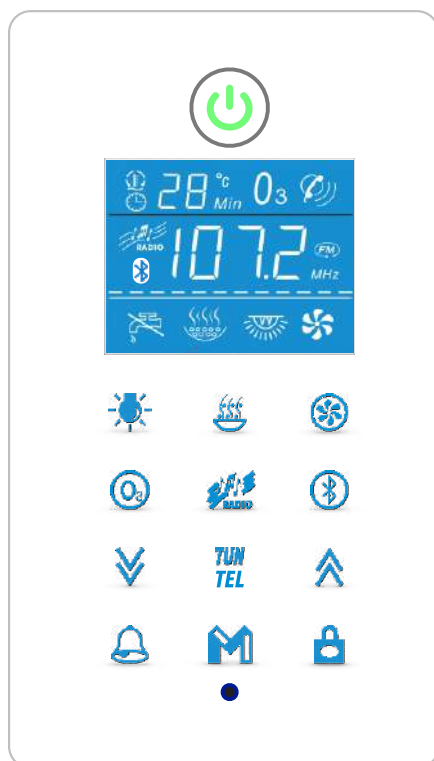 28 °C Min O3
RADIO 107.2 FM MHz
O3 RADIO
TUN
TEL
M